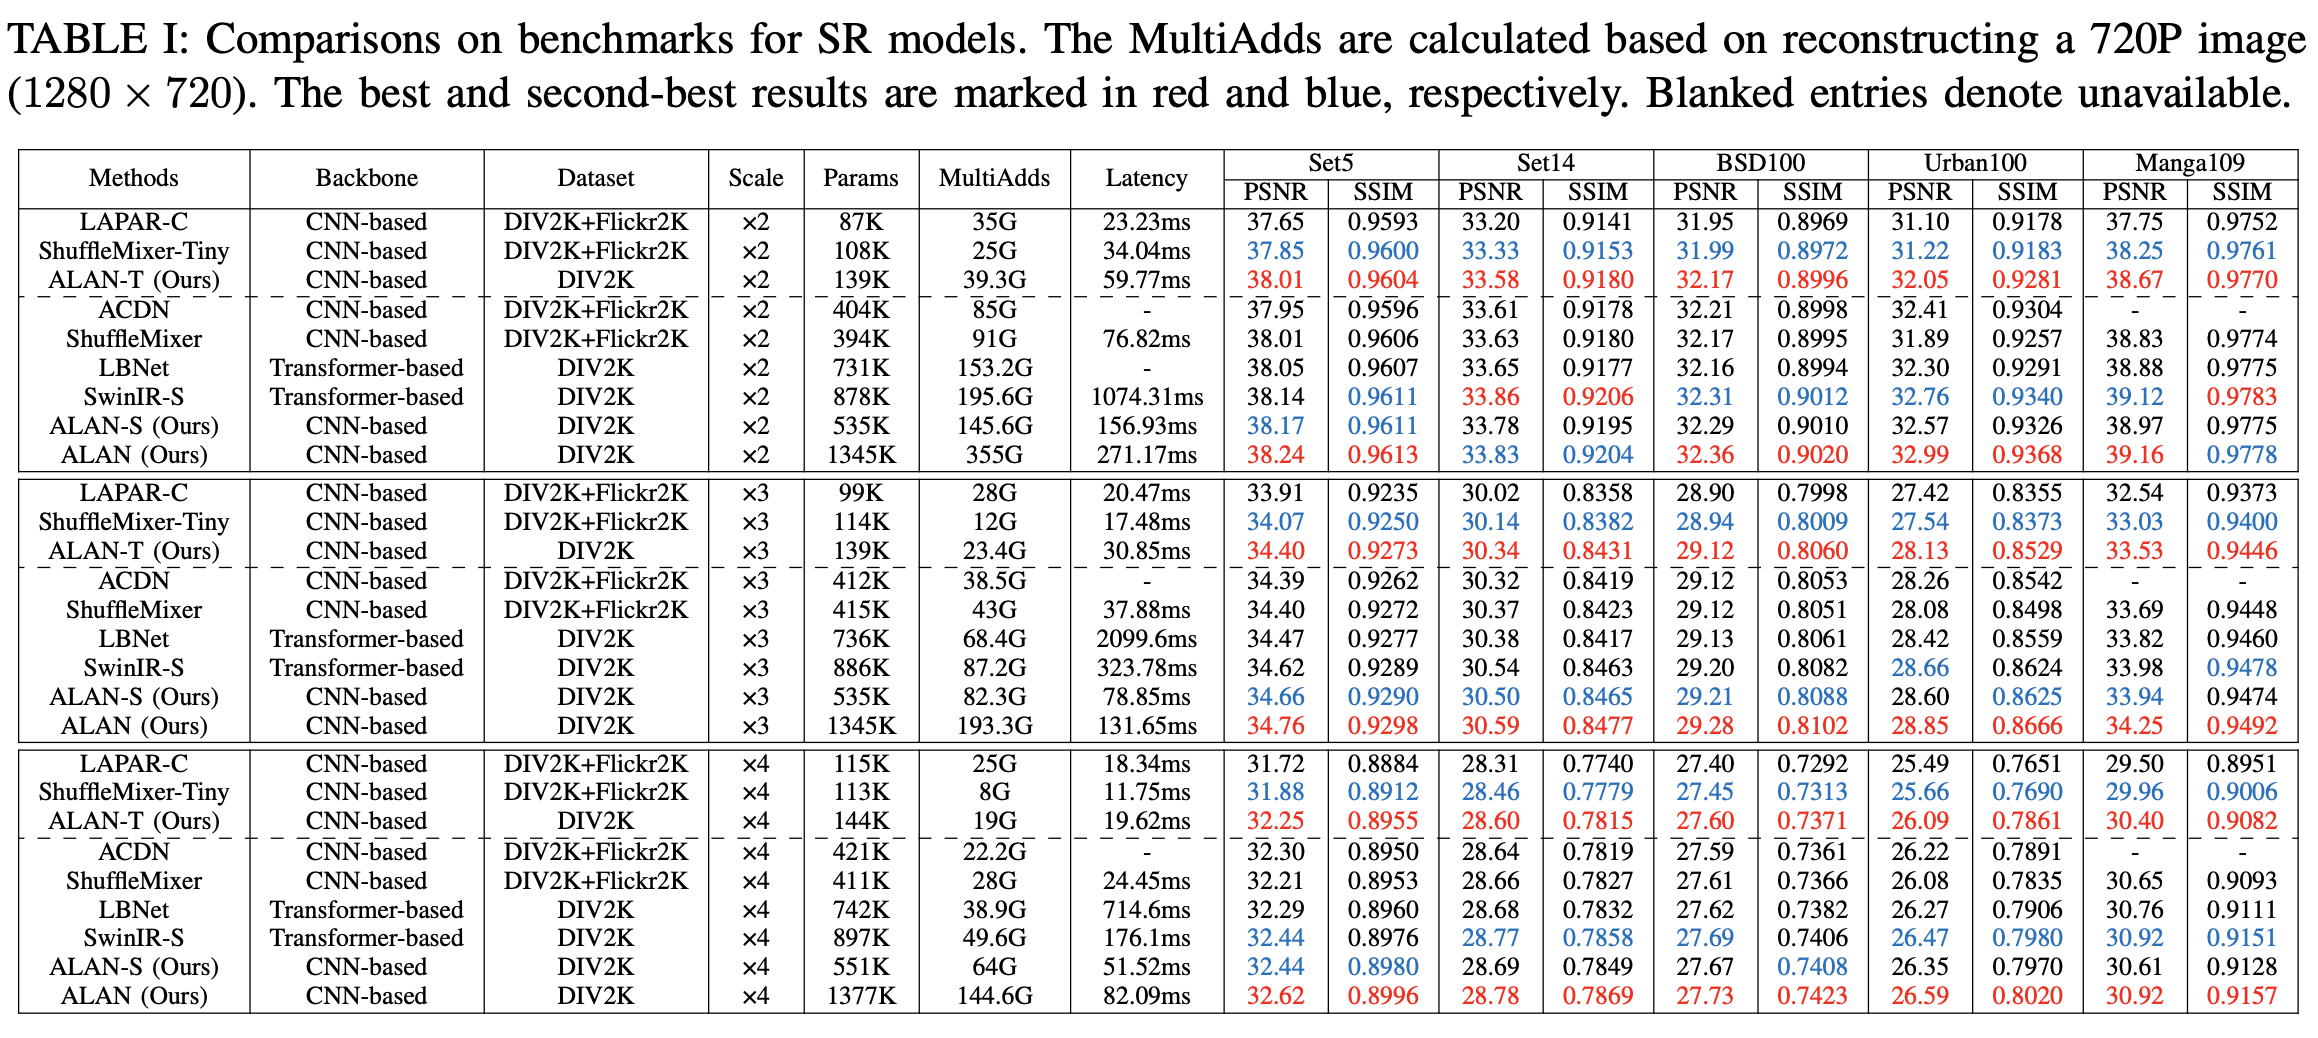 TABLE I: Comparisons on benchmarks for SR models. The MultiAdds are calculated based on reconstructing a 720P image
(1280 × 720). The best and second-best results are marked in red and blue, respectively. Blanked entries denote unavailable.
Methods Backbone Dataset Scale Params MultiAdds Latency Set5 Set14 BSD100 Urban100 Manga109
PSNR SSIM PSNR SSIM PSNR SSIM PSNR SSIM PSNR SSIM
LAPAR-C CNN-based DIV2K+Flickr2K ×2 87K 35G 23.23ms 37.65 0.9593 33.20 0.9141 31.95 0.8969 31.10 0.9178 37.75 0.9752
ShuffleMixer-Tiny CNN-based DIV2K+Flickr2K ×2 108K 25G 34.04ms 37.85 0.9600 33.33 0.9153 31.99 0.8972 31.22 0.9183 38.25 0.9761
ALAN-T (Ours) CNN-based DIV2K ×2 139K 39.3G 59.77ms 38.01 0.9604 33.58 0.9180 32.17 0.8996 32.05 0.9281 38.67 0.9770
ACDN CNN-based DIV2K+Flickr2K ×2 404K 85G - 37.95 0.9596 33.61 0.9178 32.21 0.8998 32.41 0.9304 - -
ShuffleMixer CNN-based DIV2K+Flickr2K ×2 394K 91G 76.82ms 38.01 0.9606 33.63 0.9180 32.17 0.8995 31.89 0.9257 38.83 0.9774
LBNet Transformer-based DIV2K ×2 731K 153.2G - 38.05 0.9607 33.65 0.9177 32.16 0.8994 32.30 0.9291 38.88 0.9775
SwinIR-S Transformer-based DIV2K ×2 878K 195.6G 1074.31ms 38.14 0.9611 33.86 0.9206 32.31 0.9012 32.76 0.9340 39.12 0.9783
ALAN-S (Ours) CNN-based DIV2K ×2 535K 145.6G 156.93ms 38.17 0.9611 33.78 0.9195 32.29 0.9010 32.57 0.9326 38.97 0.9775
ALAN (Ours) CNN-based DIV2K ×2 1345K 355G 271.17ms 38.24 0.9613 33.83 0.9204 32.36 0.9020 32.99 0.9368 39.16 0.9778
LAPAR-C CNN-based DIV2K+Flickr2K ×3 99K 28G 20.47ms 33.91 0.9235 30.02 0.8358 28.90 0.7998 27.42 0.8355 32.54 0.9373
ShuffleMixer-Tiny CNN-based DIV2K+Flickr2K ×3 114K 12G 17.48ms 34.07 0.9250 30.14 0.8382 28.94 0.8009 27.54 0.8373 33.03 0.9400
ALAN-T (Ours) CNN-based DIV2K ×3 139K 23.4G 30.85ms 34.40 0.9273 30.34 0.8431 29.12 0.8060 28.13 0.8529 33.53 0.9446
ACDN CNN-based DIV2K+Flickr2K ×3 412K 38.5G - 34.39 0.9262 30.32 0.8419 29.12 0.8053 28.26 0.8542 - -
ShuffleMixer CNN-based DIV2K+Flickr2K ×3 415K 43G 37.88ms 34.40 0.9272 30.37 0.8423 29.12 0.8051 28.08 0.8498 33.69 0.9448
LBNet Transformer-based DIV2K ×3 736K 68.4G 2099.6ms 34.47 0.9277 30.38 0.8417 29.13 0.8061 28.42 0.8559 33.82 0.9460
SwinIR-S Transformer-based DIV2K ×3 886K 87.2G 323.78ms 34.62 0.9289 30.54 0.8463 29.20 0.8082 28.66 0.8624 33.98 0.9478
ALAN-S (Ours) CNN-based DIV2K ×3 535K 82.3G 78.85ms 34.66 0.9290 30.50 0.8465 29.21 0.8088 28.60 0.8625 33.94 0.9474
ALAN (Ours) CNN-based DIV2K ×3 1345K 193.3G 131.65ms 34.76 0.9298 30.59 0.8477 29.28 0.8102 28.85 0.8666 34.25 0.9492
LAPAR-C CNN-based DIV2K+Flickr2K ×4 115K 25G 18.34ms 31.72 0.8884 28.31 0.7740 27.40 0.7292 25.49 0.7651 29.50 0.8951
ShuffleMixer-Tiny CNN-based DIV2K+Flickr2K ×4 113K 8G 11.75ms 31.88 0.8912 28.46 0.7779 27.45 0.7313 25.66 0.7690 29.96 0.9006
ALAN-T (Ours) CNN-based DIV2K ×4 144K 19G 19.62ms 32.25 0.8955 28.60 0.7815 27.60 0.7371 26.09 0.7861 30.40 0.9082
ACDN CNN-based DIV2K+Flickr2K ×4 421K 22.2G - 32.30 0.8950 28.64 0.7819 27.59 0.7361 26.22 0.7891 - -
ShuffleMixer CNN-based DIV2K+Flickr2K ×4 411K 28G 24.45ms 32.21 0.8953 28.66 0.7827 27.61 0.7366 26.08 0.7835 30.65 0.9093
LBNet Transformer-based DIV2K ×4 742K 38.9G 714.6ms 32.29 0.8960 28.68 0.7832 27.62 0.7382 26.27 0.7906 30.76 0.9111
SwinIR-S Transformer-based DIV2K ×4 897K 49.6G 176.1ms 32.44 0.8976 28.77 0.7858 27.69 0.7406 26.47 0.7980 30.92 0.9151
ALAN-S (Ours) CNN-based DIV2K ×4 551K 64G 51.52ms 32.44 0.8980 28.69 0.7849 27.67 0.7408 26.35 0.7970 30.61 0.9128
ALAN (Ours) CNN-based DIV2K ×4 1377K 144.6G 82.09ms 32.62 0.8996 28.78 0.7869 27.73 0.7423 26.59 0.8020 30.92 0.9157